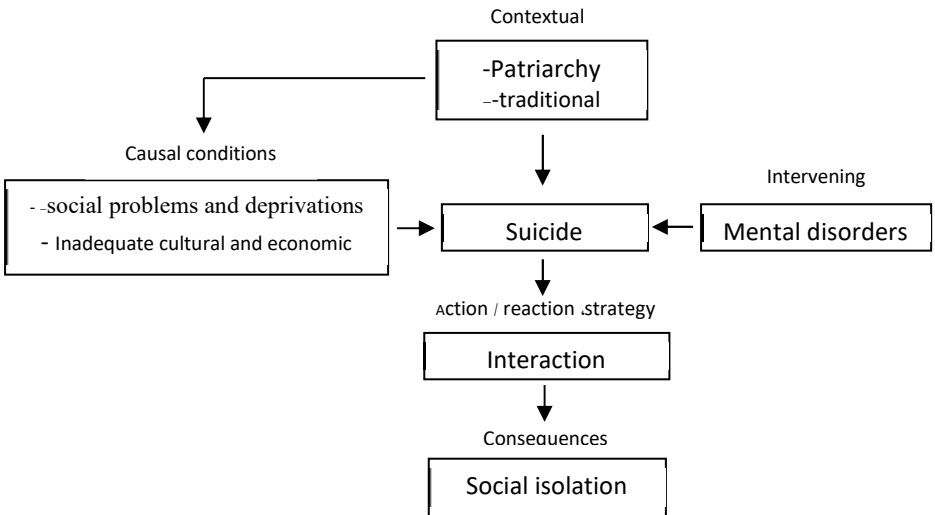 Contextual
-Patriarchy
--traditional
Causal conditions
- -social problems and deprivations
- Inadequate cultural and economic
Intervening
Suicide
Mental disorders
Action / reaction .strategy
Interaction
Consequences
Social isolation